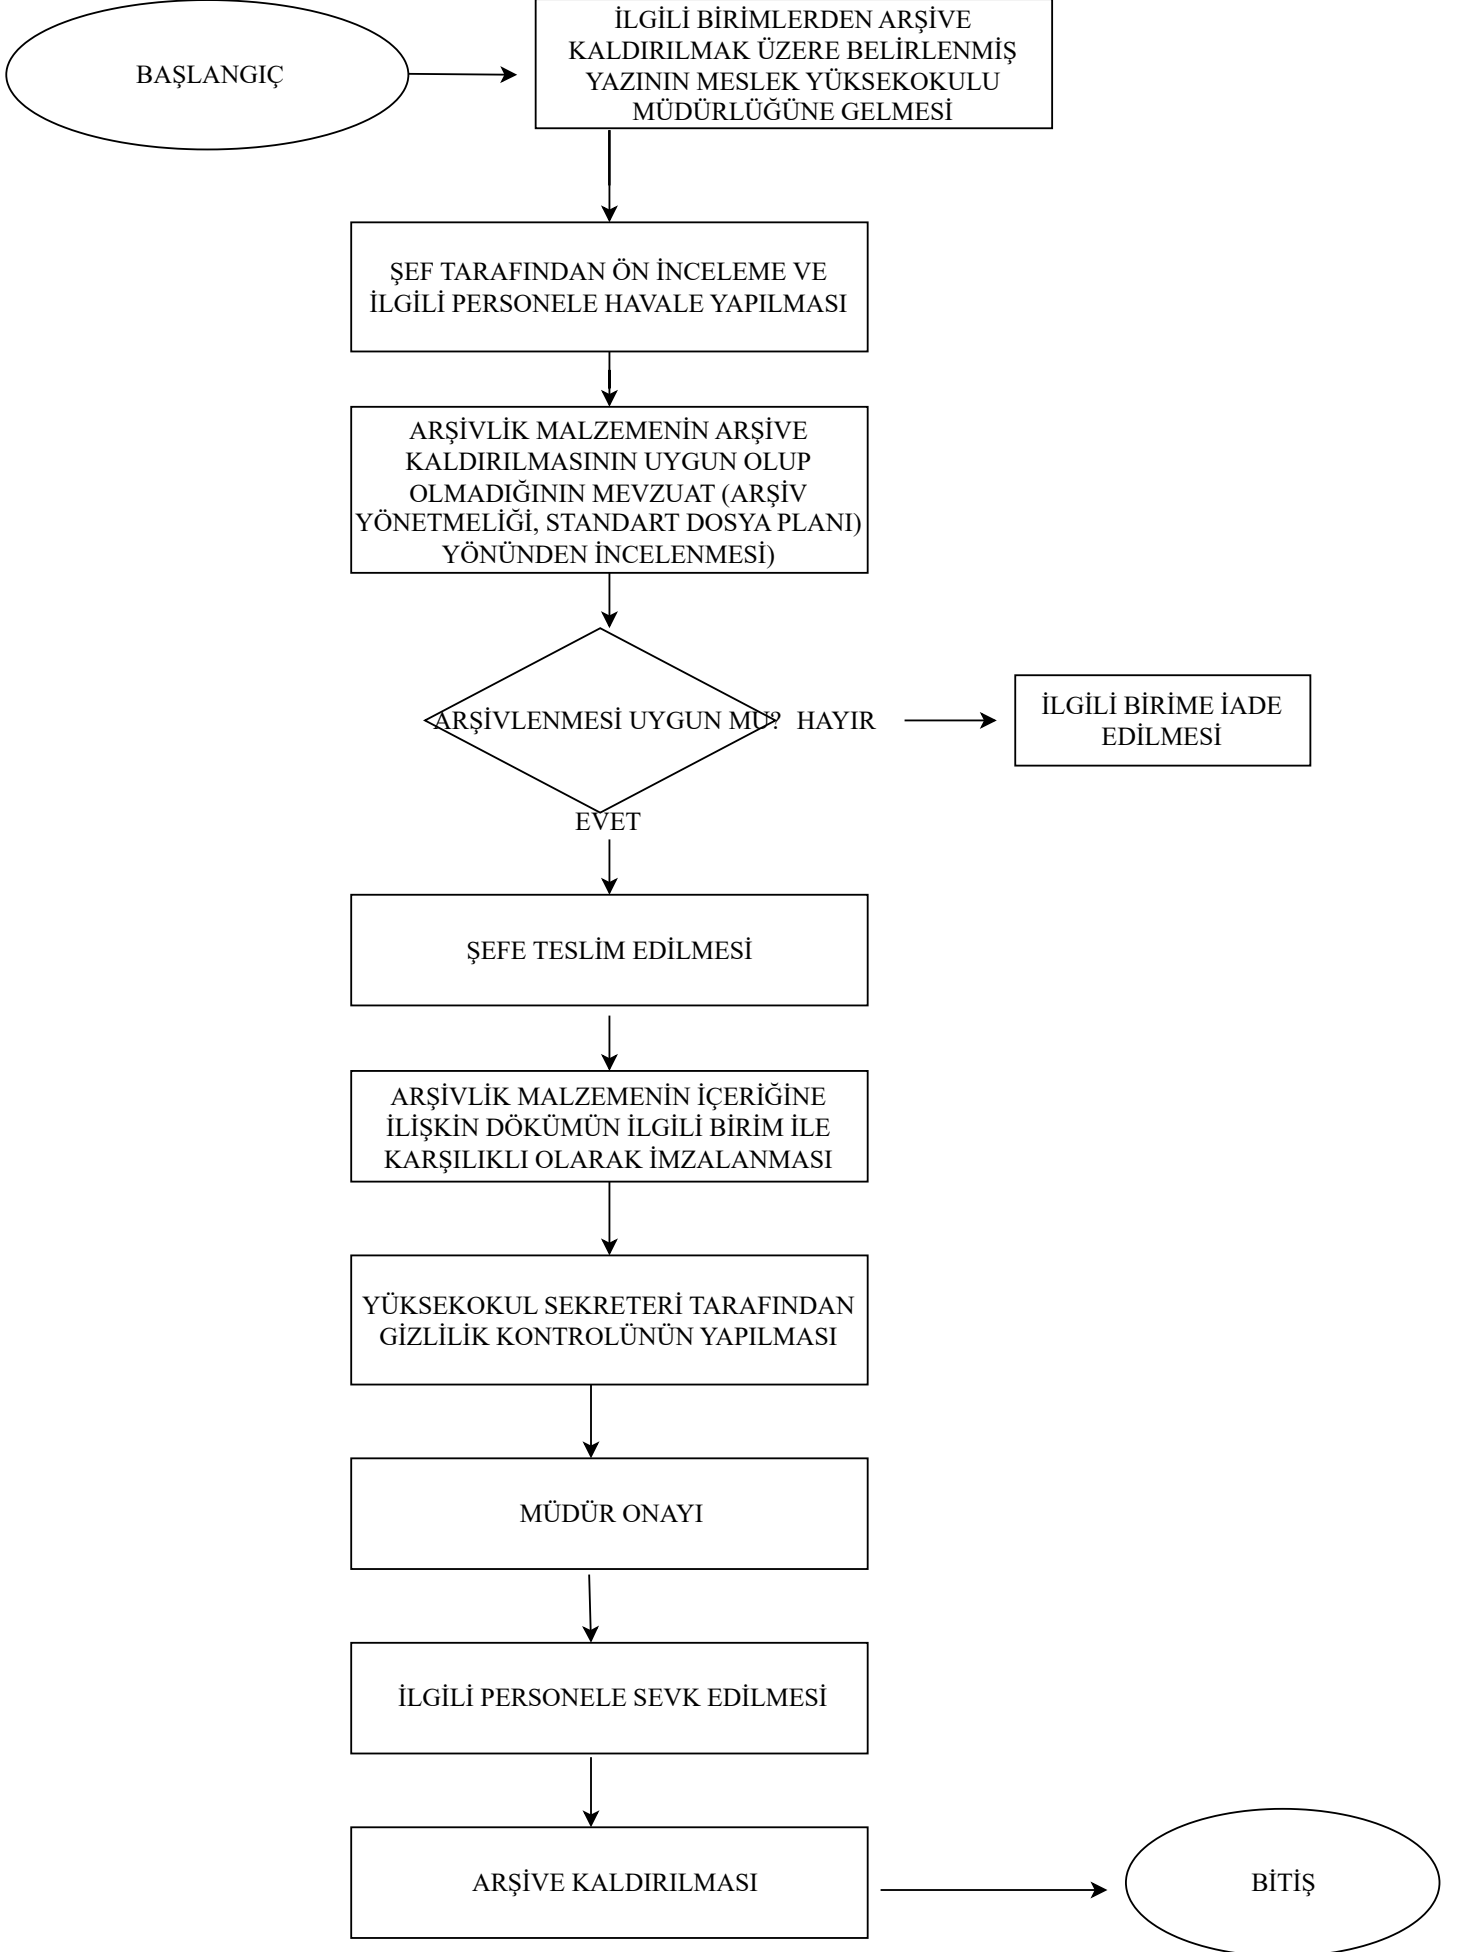 BAŞLANGIÇ
İLGİLİ BİRİMLERDEN ARŞİVE
KALDIRILMAK ÜZERE BELİRLENMİŞ
YAZININ MESLEK YÜKSEKOKULU
MÜDÜRLÜĞÜNE GELMESİ
ŞEF TARAFINDAN ÖN İNCELEME VE
İLGİLİ PERSONELE HAVALE YAPILMASI
ARŞİVLİK MALZEMENİN ARŞİVE
KALDIRILMASININ UYGUN OLUP
OLMADIĞININ MEVZUAT (ARŞİV
YÖNETMELİĞİ, STANDART DOSYA PLANI)
YÖNÜNDEN İNCELENMESİ)
ARŞİVLENMESİ UYGUN MU?
HAYIR
İLGİLİ BİRİME İADE
EDİLMESİ
EVET
ŞEFE TESLİM EDİLMESİ
ARŞİVLİK MALZEMENİN İÇERİĞİNE
İLİŞKİN DÖKÜMÜN İLGİLİ BİRİM İLE
KARŞILIKLI OLARAK İMZALANMASI
YÜKSEKOKUL SEKRETERİ TARAFINDAN
GİZLİLİK KONTROLÜNÜN YAPILMASI
MÜDÜR ONAYI
İLGİLİ PERSONELE SEVK EDİLMESİ
ARŞİVE KALDIRILMASI
BİTİŞ